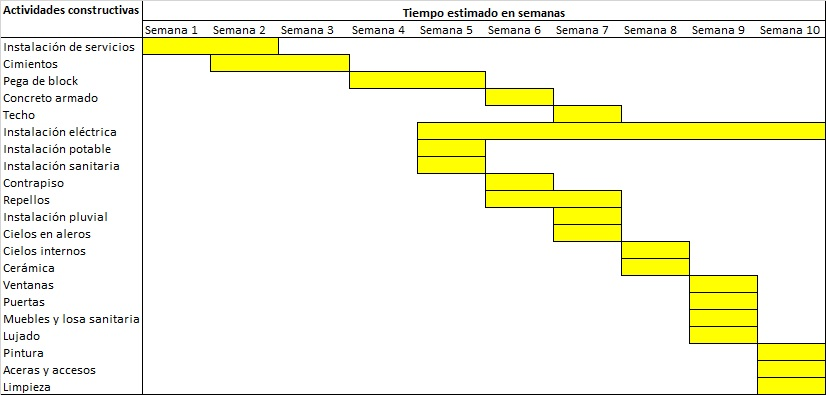 Actividades constructivas
Tiempo estimado en semanas
Semana 1 Semana 2 Semana 3 Semana 4 Semana 5 Semana 6 Semana 7 Semana 8 Semana 9 Semana 10
Instalación de servicios
Cimientos
Pega de block
Concreto armado
Techo
Instalación eléctrica
Instalación potable
Instalación sanitaria
Contrapiso
Repellos
Instalación pluvial
Cielos en aleros
Cielos internos
Cerámica
Ventanas
Puertas
Muebles y losa sanitaria
Lujado
Pintura
Aceras y accesos
Limpieza